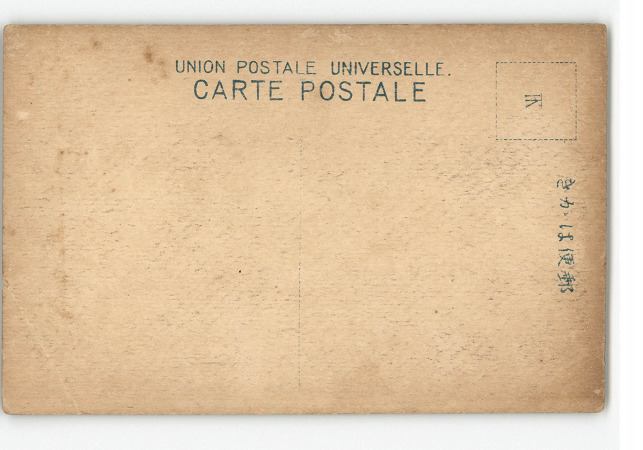 UNION POSTALE UNIVERSELLE.
CARTE POSTALE
郵便はがき